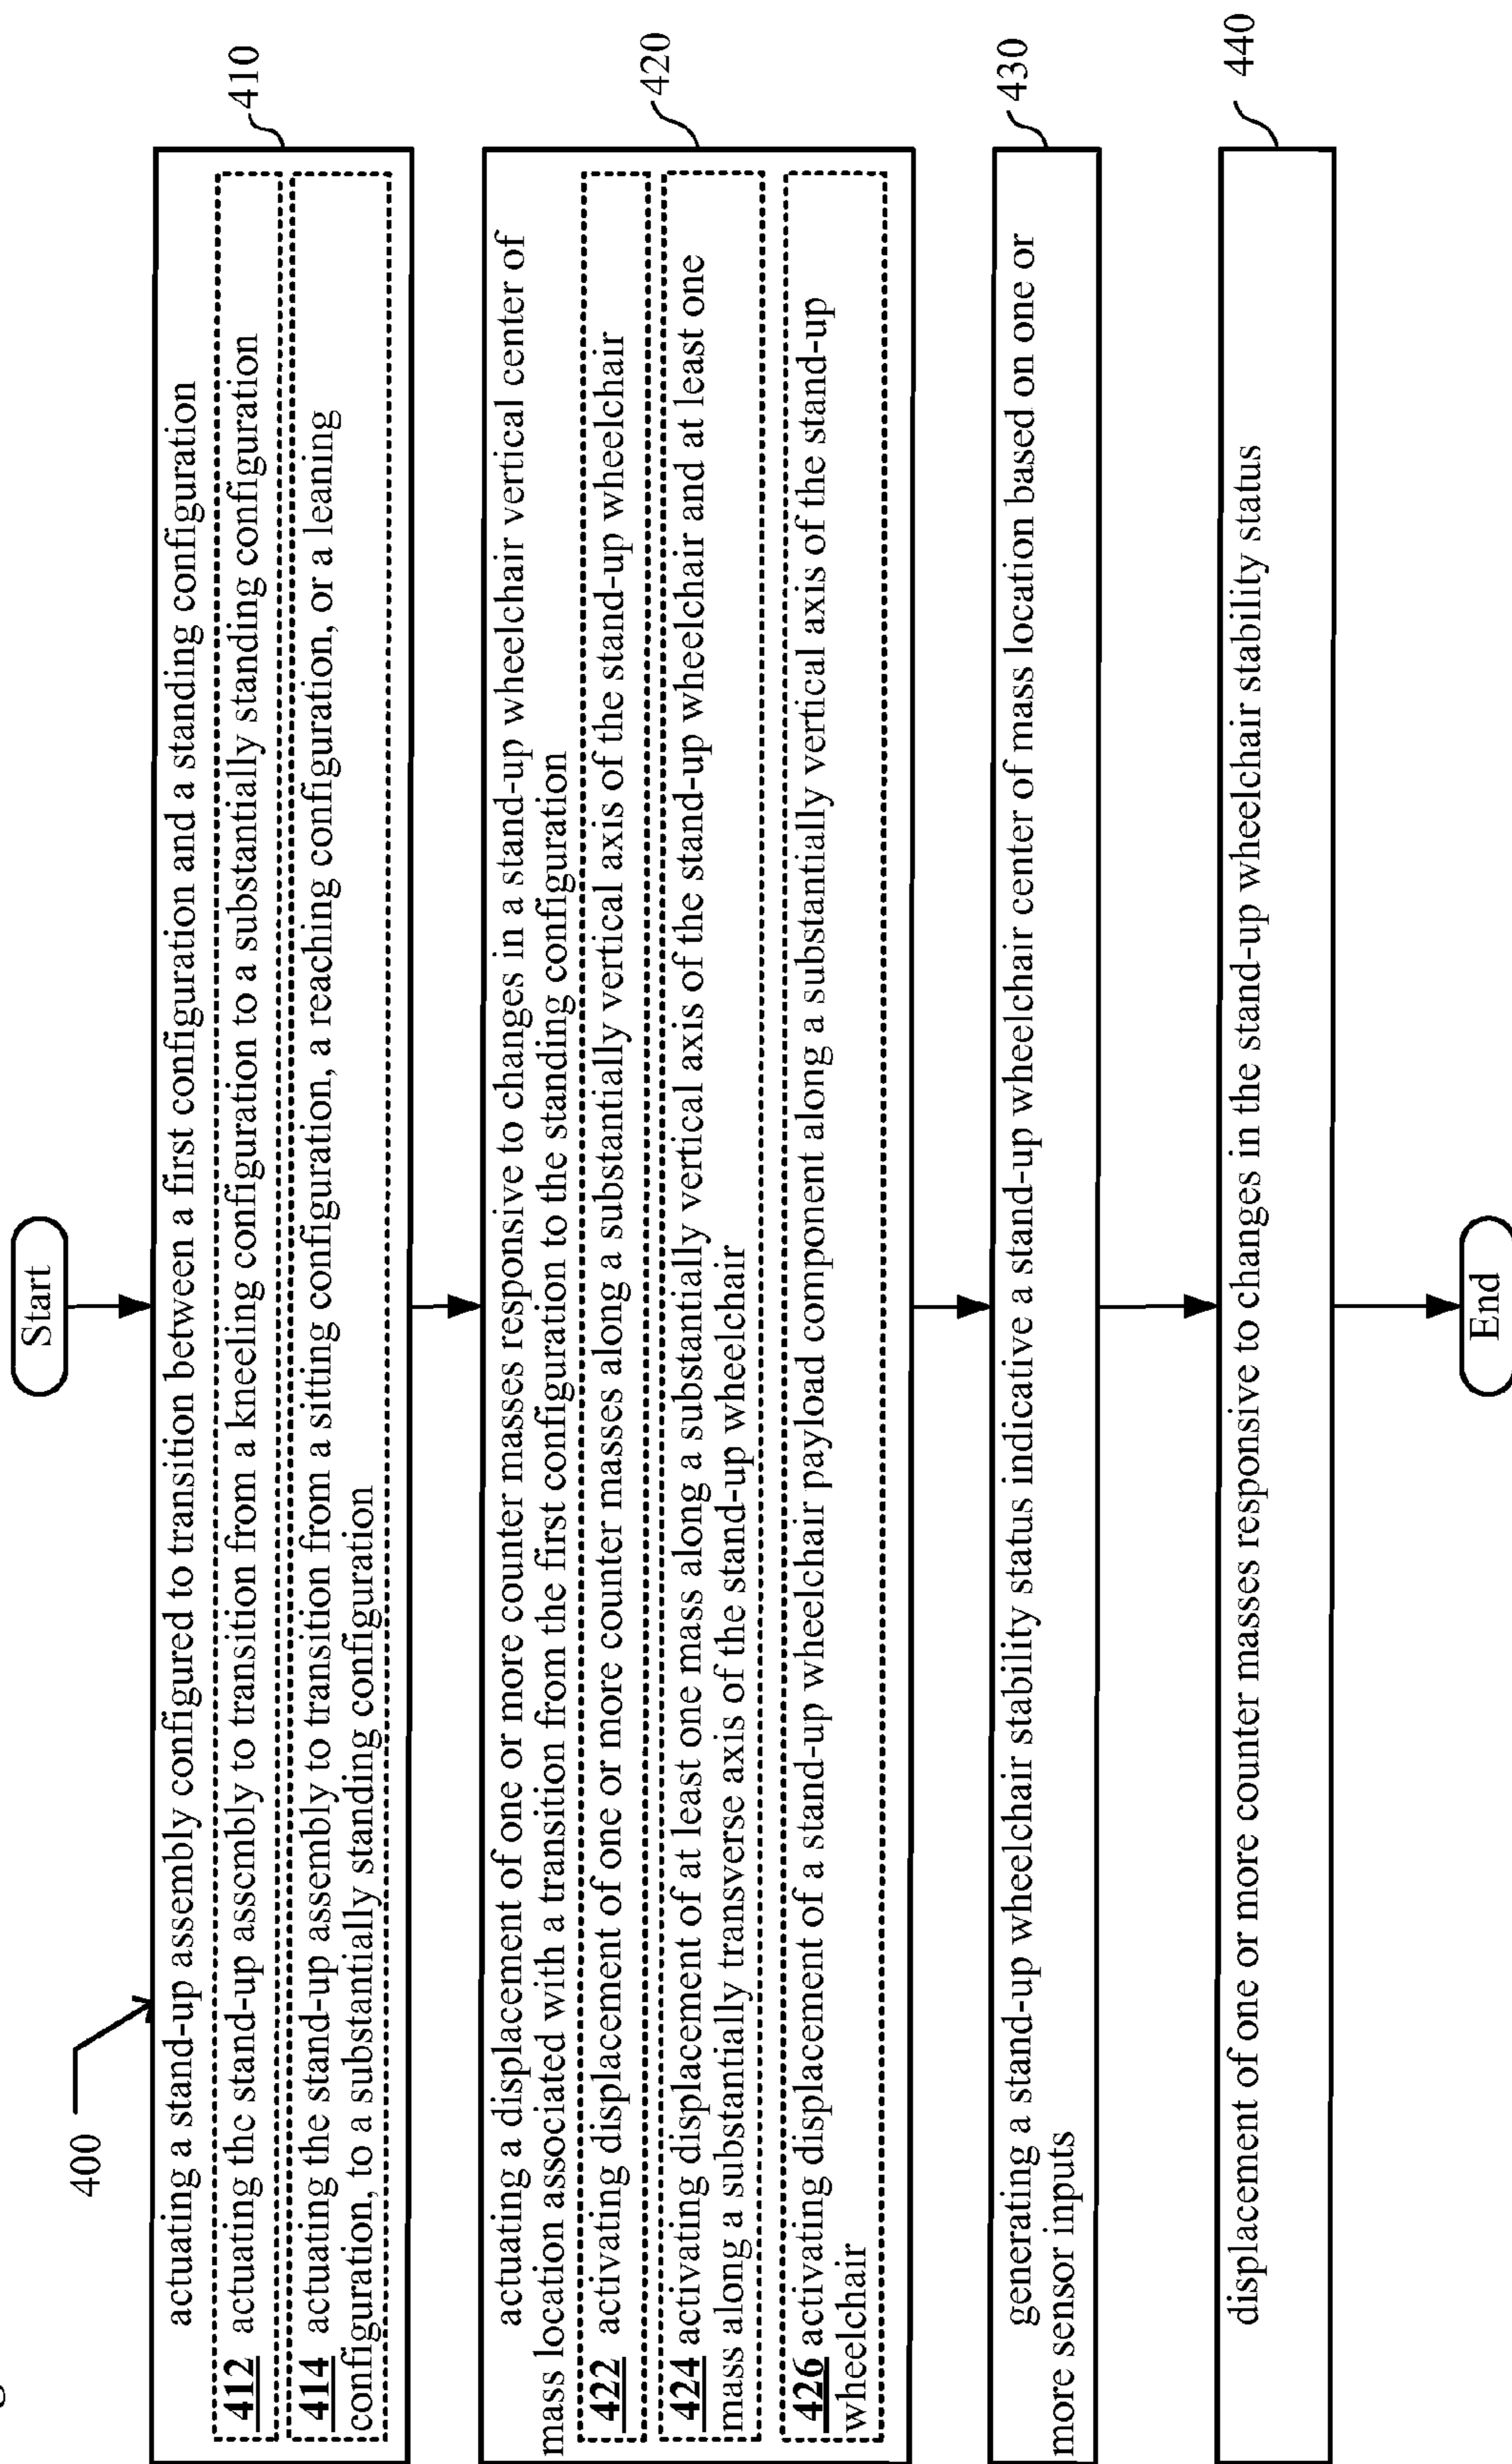 400
Start
actuating a stand-up assembly configured to transition between a first configuration and a standing configuration
410
412 actuating the stand-up assembly to transition from a kneeling configuration to a substantially standing configuration
414 actuating the stand-up assembly to transition from a sitting configuration, a reaching configuration, or a leaning
configuration, to a substantially standing configuration
actuating a displacement of one or more counter masses responsive to changes in a stand-up wheelchair vertical center of
420
mass location associated with a transition from the first configuration to the standing configuration
422 activating displacement of one or more counter masses along a substantially vertical axis of the stand-up wheelchair
424 activating displacement of at least one mass along a substantially vertical axis of the stand-up wheelchair and at least one
mass along a substantially transverse axis of the stand-up wheelchair
426 activating displacement of a stand-up wheelchair payload component along a substantially vertical axis of the stand-up
wheelchair
generating a stand-up wheelchair stability status indicative a stand-up wheelchair center of mass location based on one or
430
more sensor inputs
displacement of one or more counter masses responsive to changes in the stand-up wheelchair stability status
440
End